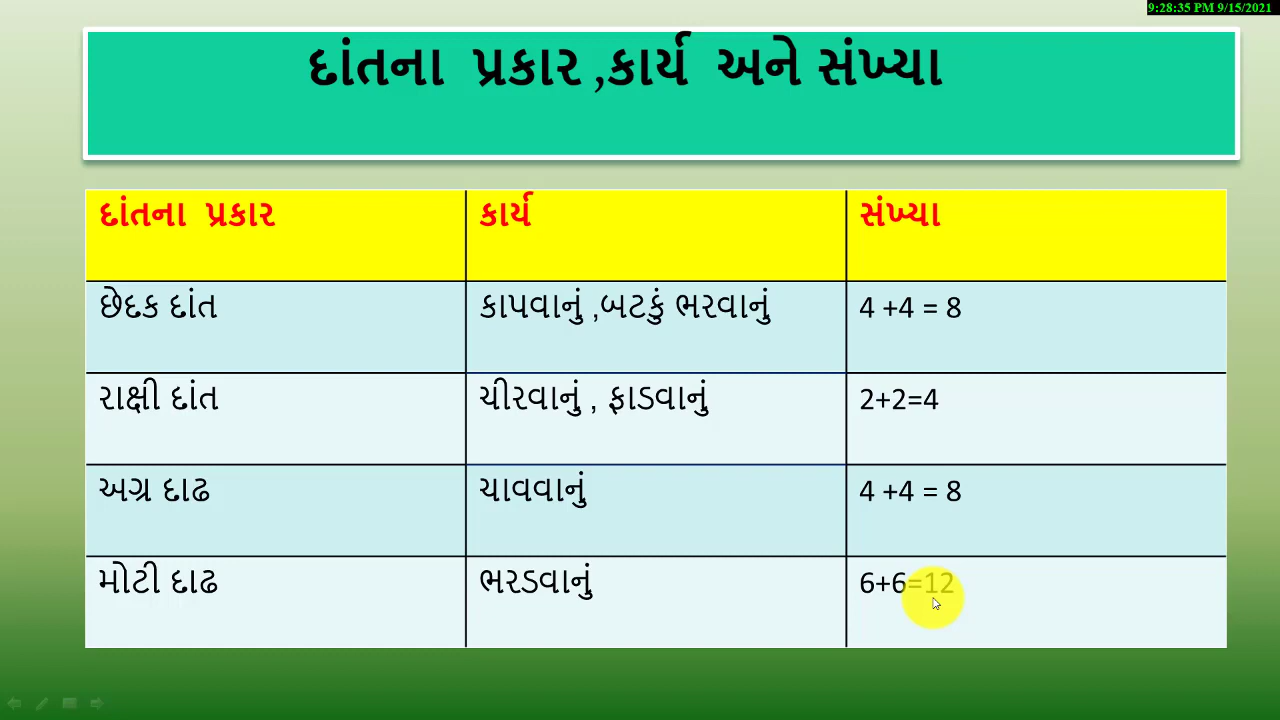 9:28:35 PM 9/15/2021
દાંતના પ્રકાર ,કાર્ય અને સંખ્યા
દાંતના પ્રકાર કાર્ય સંખ્યા
છેદક દાંત કાપવાનું ,બટકું ભરવાનું 4 +4 = 8
રાક્ષી દાંત ચીરવાનું , ફાડવાનું 2+2=4
અગ્ર દાઢ ચાવવાનું 4 +4 = 8
મોટી દાઢ ભરડવાનું 6+6=12